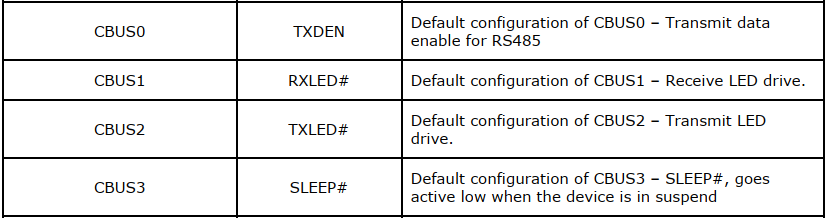 CBUS0 TXDEN Default configuration of CBUS0 – Transmit data
enable for RS485
CBUS1 RXLED# Default configuration of CBUS1 – Receive LED drive.
CBUS2 TXLED# Default configuration of CBUS2 – Transmit LED
drive.
CBUS3 SLEEP# Default configuration of CBUS3 – SLEEP#, goes
active low when the device is in suspend